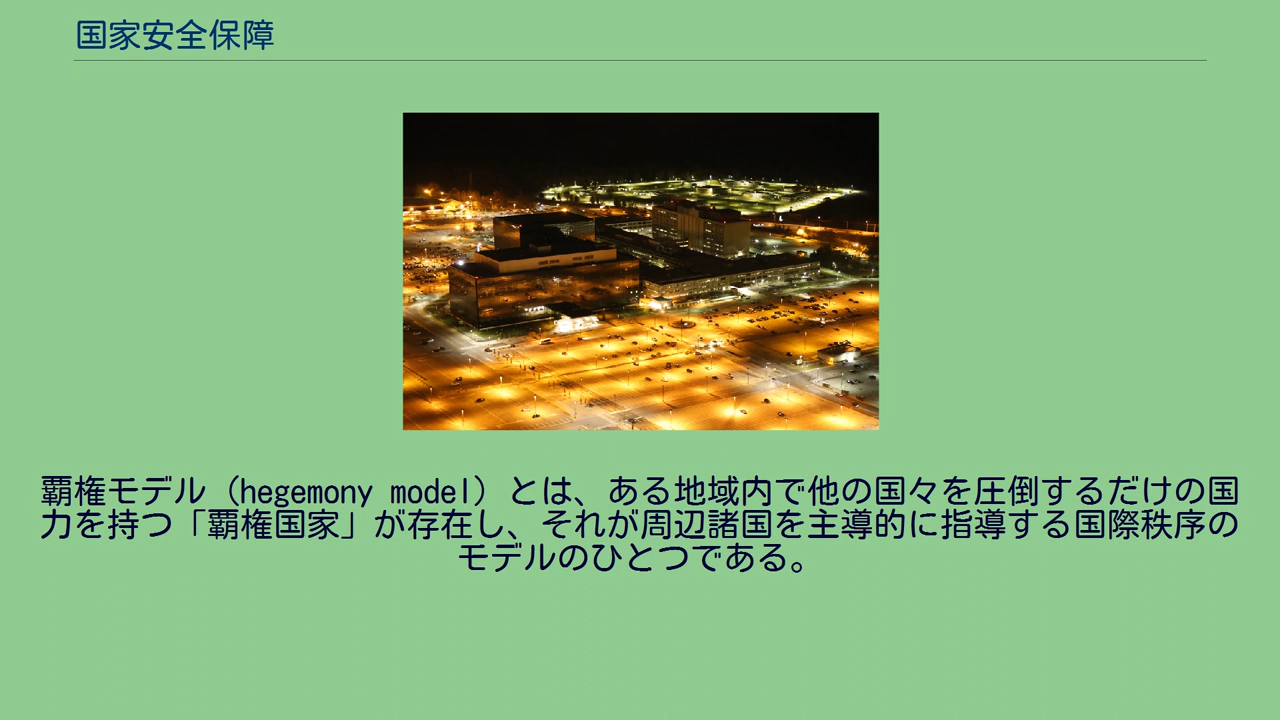 国家安全保障
覇権モデル（hegemony model）とは、ある地域内で他の国々を圧倒するだけの国
力を持つ「覇権国家」が存在し、それが周辺諸国を主導的に指導する国際秩序の
モデルのひとつである。